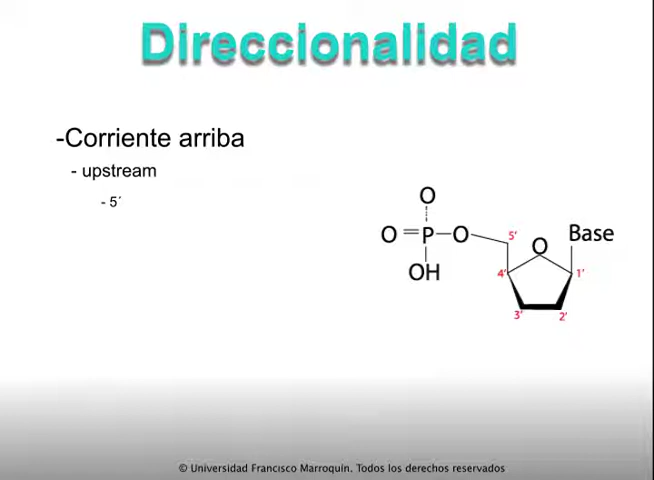 Direccionalidad
-Corriente arriba
- upstream
- 5´
O
O=P-O
OH
5'
O
Base
4'
1'
3'
2'
© Universidad Francisco Marroquín. Todos los derechos reservados